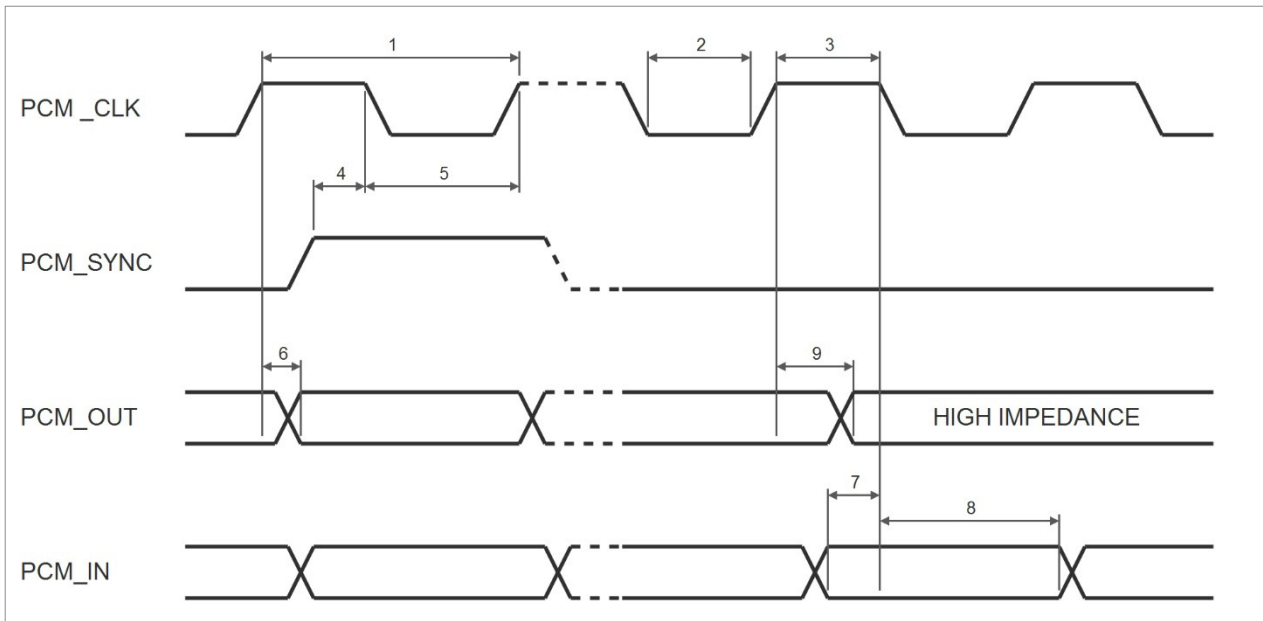 1
2
3
PCM _CLK
4
5
PCM_SYNC
6
9
PCM_OUT
HIGH IMPEDANCE
7
8
PCM_IN